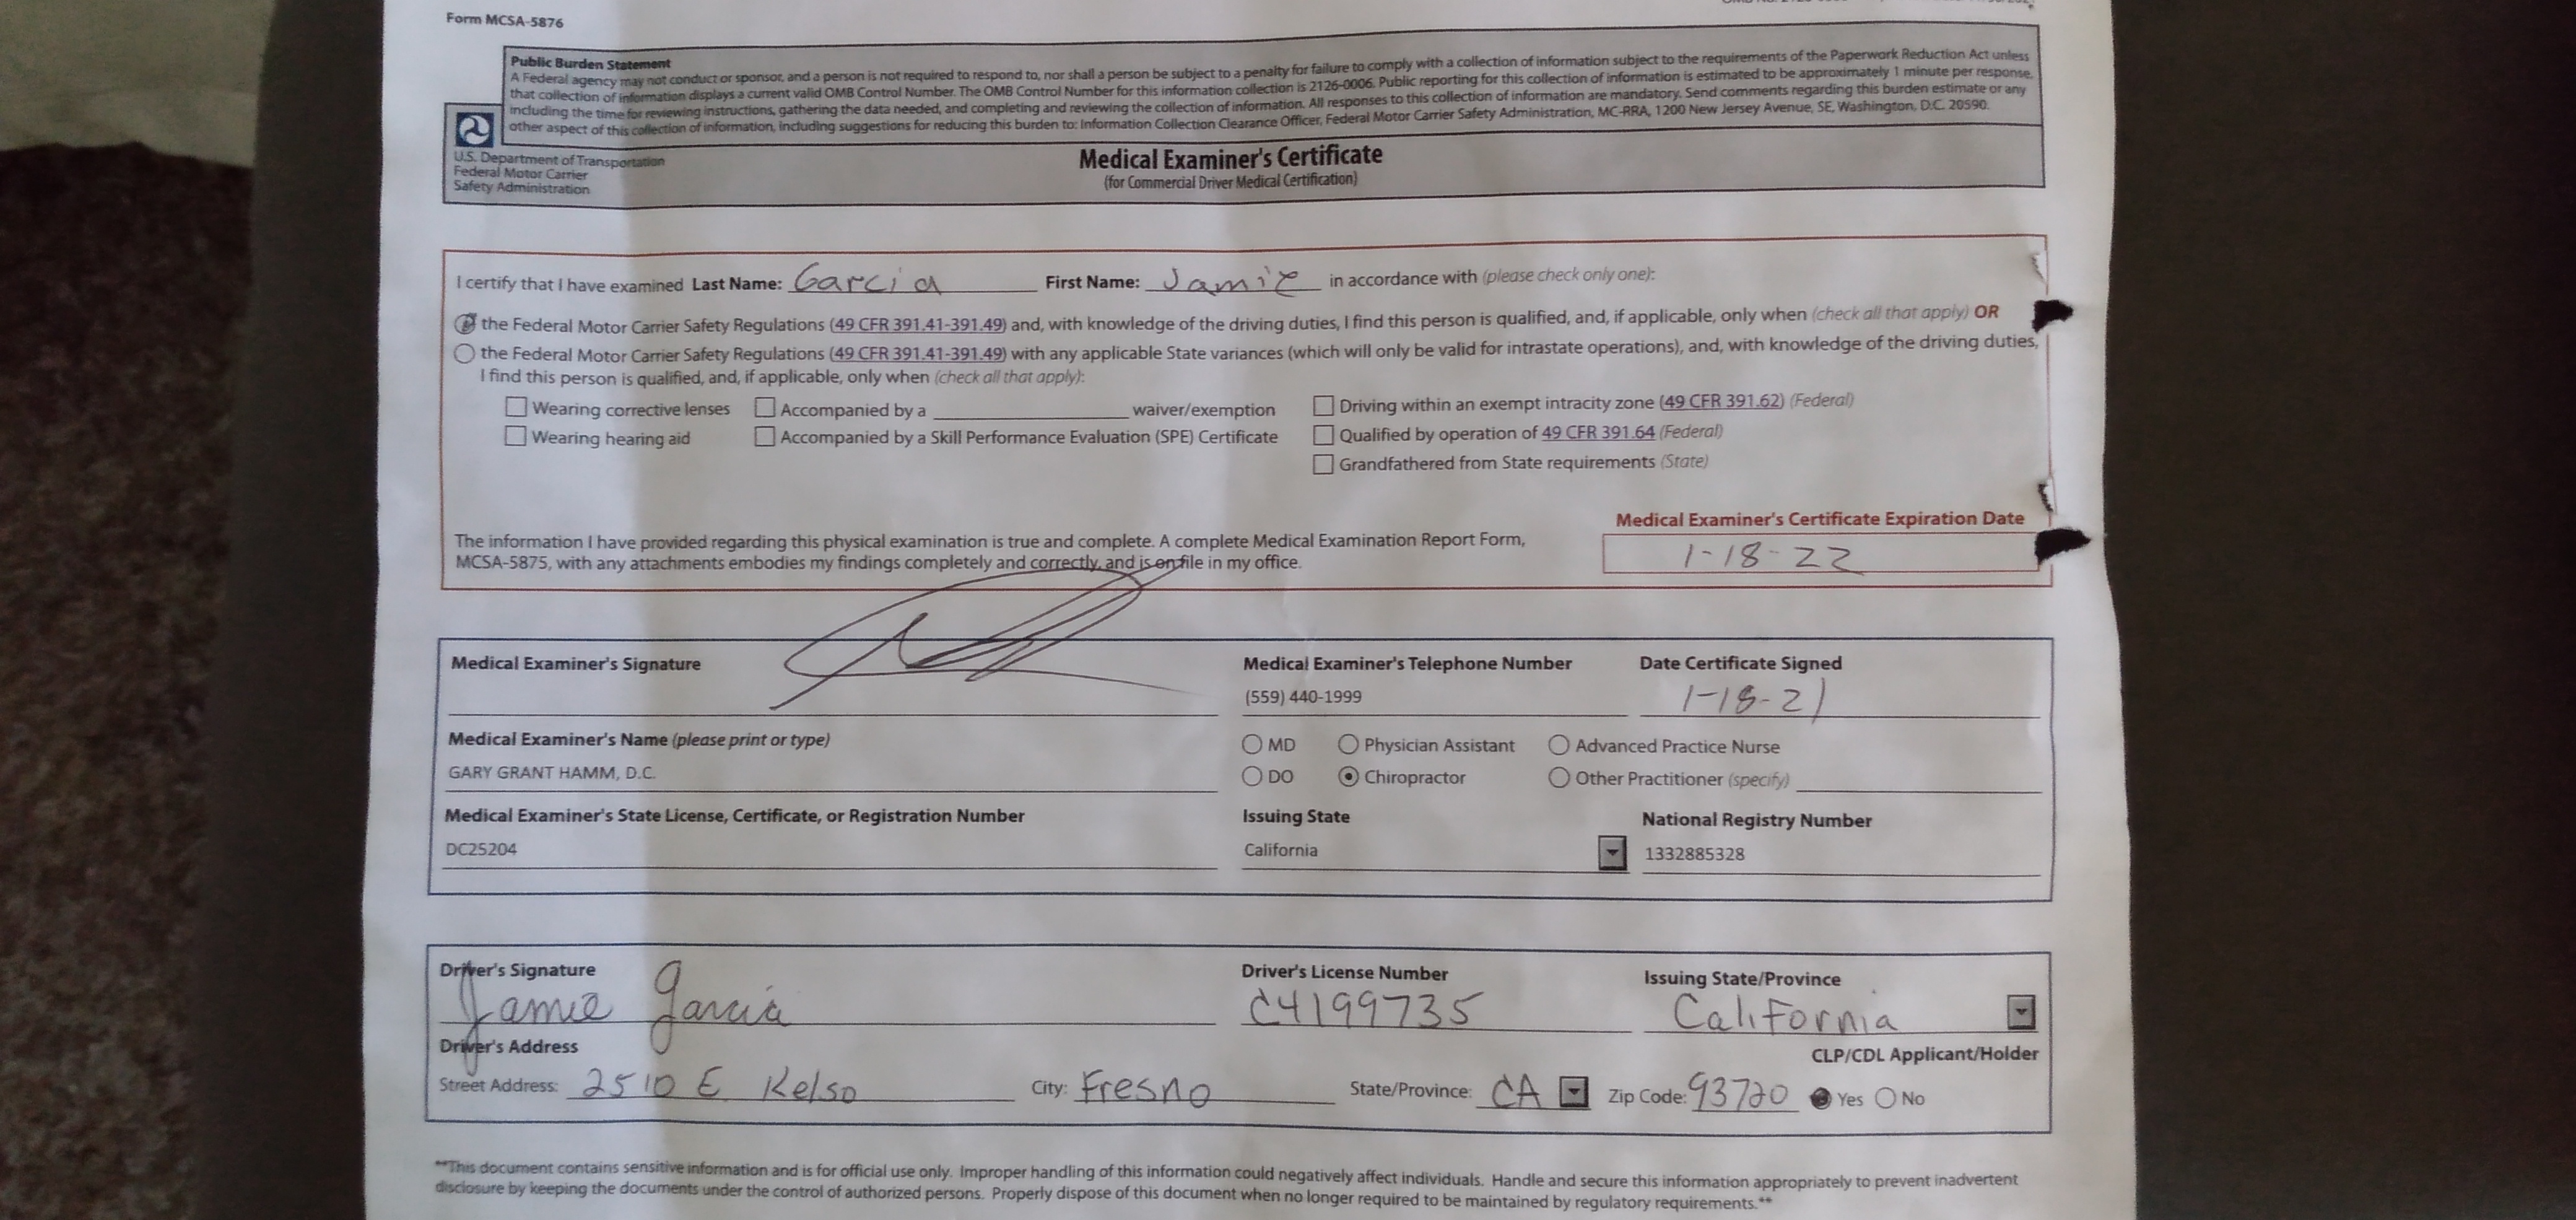 Form MCSA-5876
Public Burden Statement
A Federal agency may not conduct or sponsor, and a person is not required to respond to, nor shall a person be subject to a penalty for failure to comply with a collection of information subject to the requirements of the Paperwork Reduction Act unless
that collection of information displays a current valid OMB Control Number. The OMB Control Number for this information collection is 2126-0006. Public reporting for this collection of information is estimated to be approximately 1 minute per response,
including the time for reviewing instructions, gathering the data needed, and completing and reviewing the collection of information. All responses to this collection of information are mandatory. Send comments regarding this burden estimate or any
other aspect of this collection of information, including suggestions for reducing this burden to: Information Collection Clearance Officer, Federal Motor Carrier Safety Administration, MC-RRA, 1200 New Jersey Avenue, SE, Washington, D.C. 20590.
U.S. Department of Transportation
Federal Motor Carrier
Safety Administration
Medical Examiner's Certificate
(for Commercial Driver Medical Certification)
I certify that I have examined Last Name: Garcia First Name: Jamie in accordance with (please check only one):
the Federal Motor Carrier Safety Regulations (49 CFR 391.41-391.49) and, with knowledge of the driving duties, I find this person is qualified, and, if applicable, only when (check all that apply) OR
the Federal Motor Carrier Safety Regulations (49 CFR 391.41-391.49) with any applicable State variances (which will only be valid for intrastate operations), and, with knowledge of the driving duties,
I find this person is qualified, and, if applicable, only when (check all that apply):
Wearing corrective lenses Accompanied by a waiver/exemption Driving within an exempt intracity zone (49 CFR 391.62) (Federal)
Wearing hearing aid Accompanied by a Skill Performance Evaluation (SPE) Certificate Qualified by operation of 49 CFR 391.64 (Federal)
Grandfathered from State requirements (State)
Medical Examiner's Certificate Expiration Date
The information I have provided regarding this physical examination is true and complete. A complete Medical Examination Report Form,
MCSA-5875, with any attachments embodies my findings completely and correctly, and is on file in my office.
1-18-22
Medical Examiner's Signature Medical Examiner's Telephone Number Date Certificate Signed
(559) 440-1999 1-18-21
Medical Examiner's Name (please print or type) MD Physician Assistant Advanced Practice Nurse
GARY GRANT HAMM, D.C. DO Chiropractor Other Practitioner (specify)
Medical Examiner's State License, Certificate, or Registration Number Issuing State National Registry Number
DC25204 California 1332885328
Driver's Signature Driver's License Number Issuing State/Province
Jamie Garcia C4199735 California
Driver's Address CLP/CDL Applicant/Holder
Street Address: 2510 E Kelso City: Fresno State/Province: CA Zip Code: 93720 Yes No
**This document contains sensitive information and is for official use only. Improper handling of this information could negatively affect individuals. Handle and secure this information appropriately to prevent inadvertent
disclosure by keeping the documents under the control of authorized persons. Properly dispose of this document when no longer required to be maintained by regulatory requirements.**